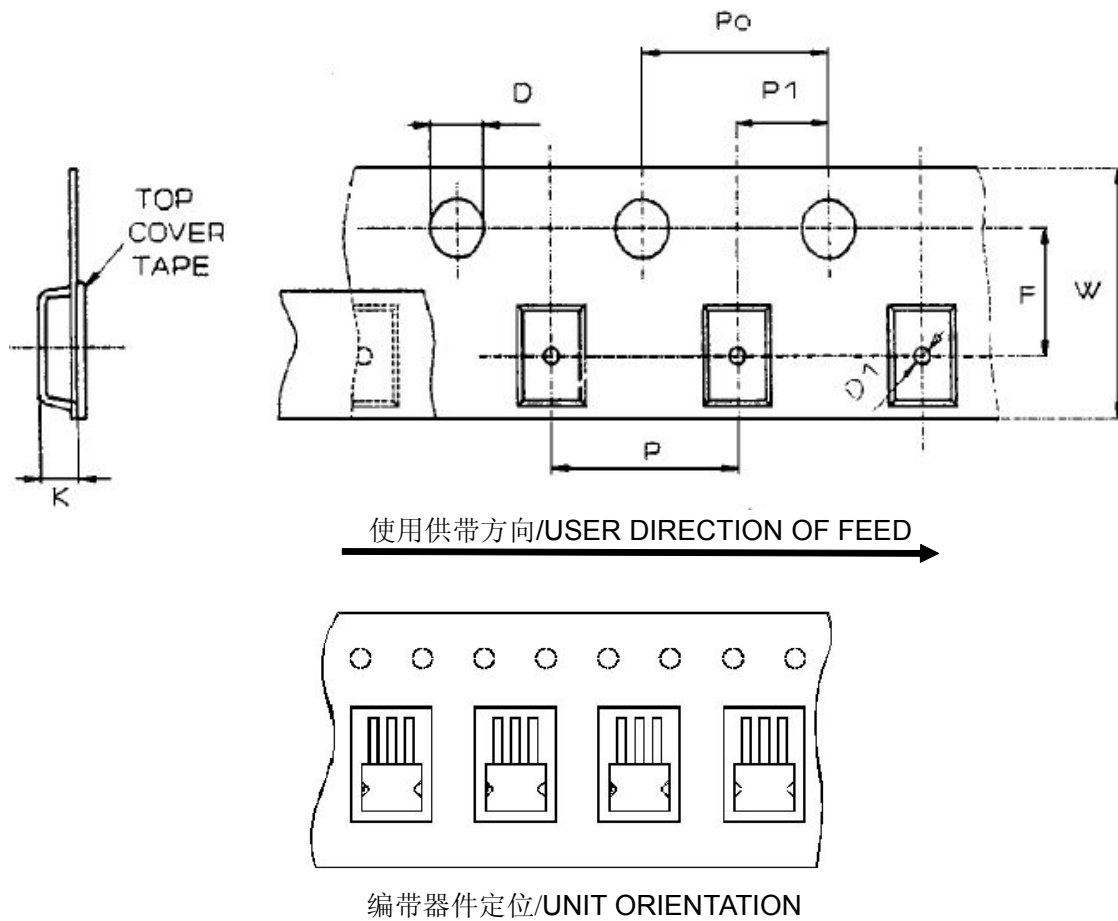 Po
D
P1
TOP
COVER
TAPE
F
W
D1
P
K
使用供带方向/USER DIRECTION OF FEED
编带器件定位/UNIT ORIENTATION